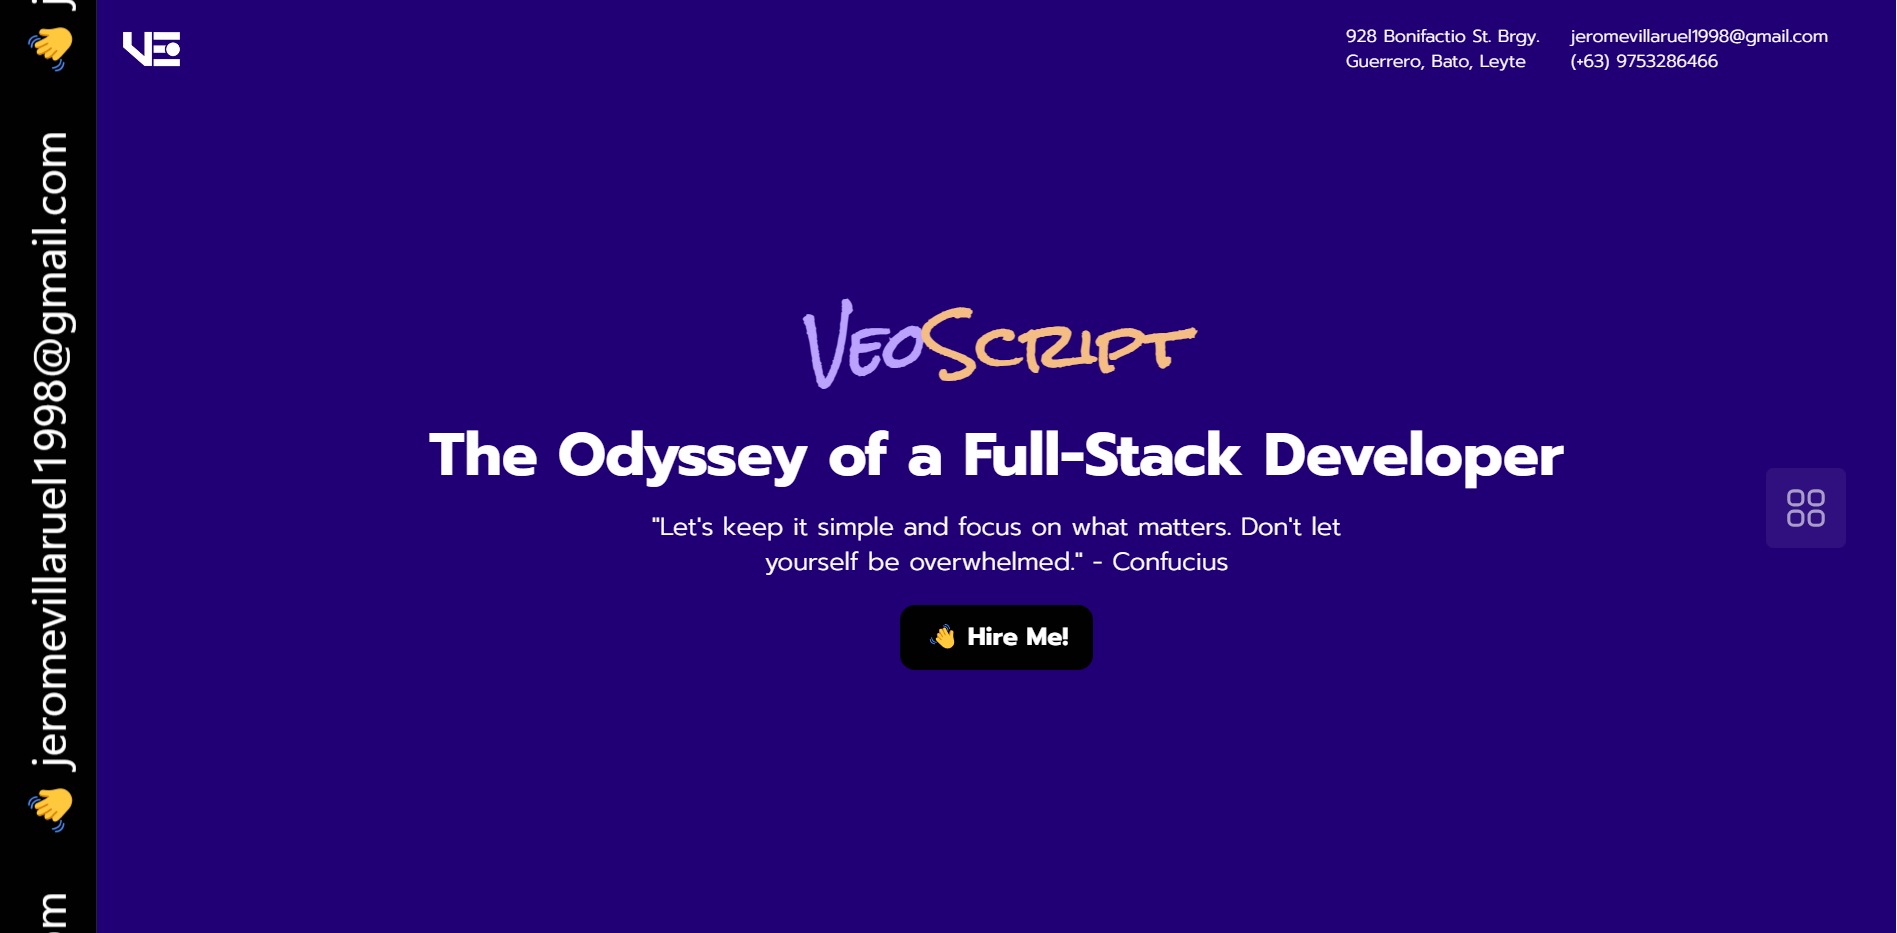 VEO
928 Bonifactio St. Brgy.
Guerrero, Bato, Leyte
jeromevillaruel1998@gmail.com
(+63) 9753286466
jeromevillaruel1998@gmail.com
VeoScript
The Odyssey of a Full-Stack Developer
"Let's keep it simple and focus on what matters. Don't let
yourself be overwhelmed." - Confucius
👋 Hire Me!